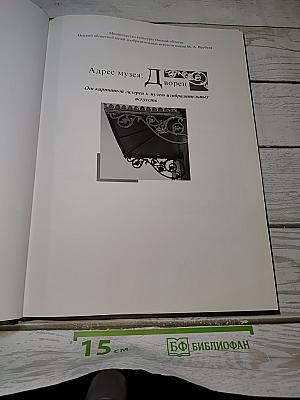 Министерство культуры Омской области
Омский областной музей изобразительных искусств имени М. А. Врубеля
Адрес музея: Дворец
От картинной галереи к музею изобразительных
искусств
15 см
БФ БИБЛИОФАН